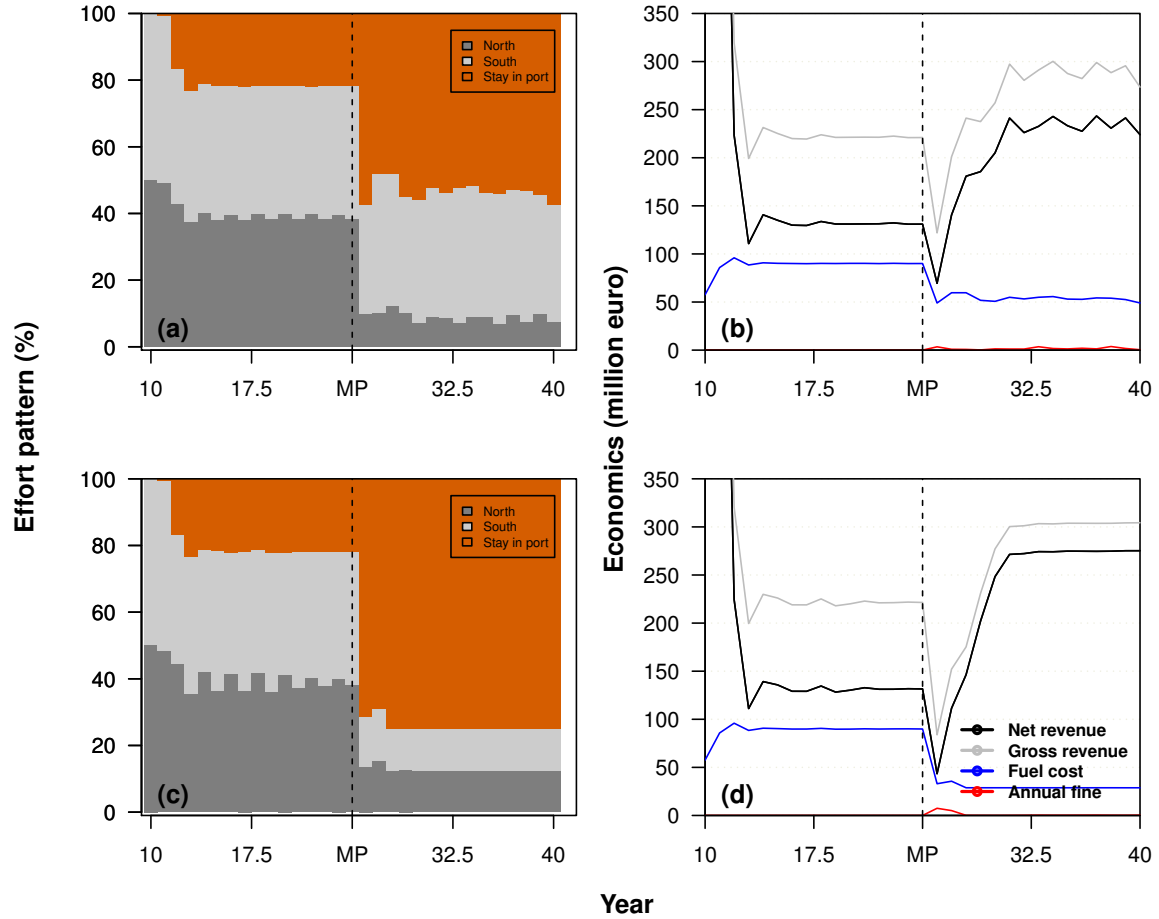 Effort pattern (%)
100
80
60
40
20
0
North
South
Stay in port
(a)
10 17.5 MP 32.5 40
Economics (million euro)
350
300
250
200
150
100
50
0
(b)
10 17.5 MP 32.5 40
100
80
60
40
20
0
North
South
Stay in port
(c)
10 17.5 MP 32.5 40
350
300
250
200
150
100
50
0
Net revenue
Gross revenue
Fuel cost
Annual fine
(d)
10 17.5 MP 32.5 40
Year